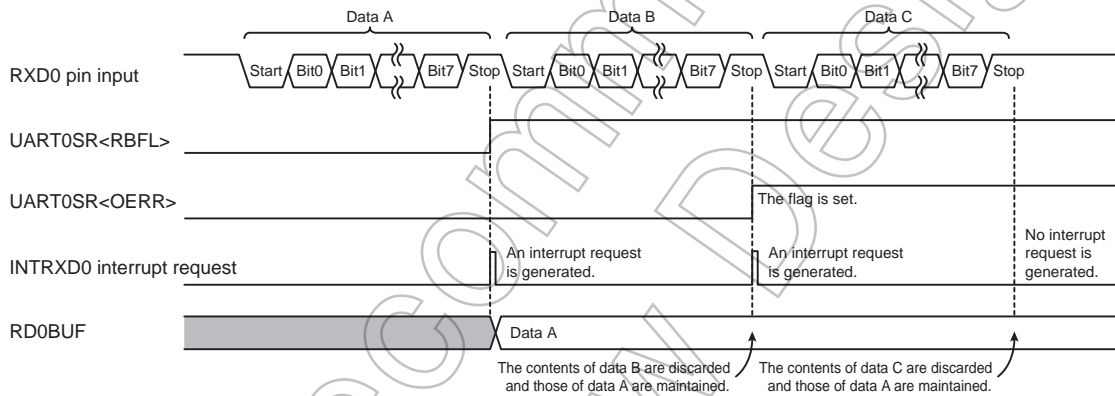 Data A Data B Data C
RXD0 pin input Start Bit0 Bit1 Bit7 Stop Start Bit0 Bit1 Bit7 Stop Start Bit0 Bit1 Bit7 Stop
UART0SR<RBFL>
UART0SR<OERR> The flag is set.
INTRXD0 interrupt request
An interrupt request
is generated.
An interrupt request
is generated.
No interrupt
request is
generated.
RD0BUF Data A
The contents of data B are discarded
and those of data A are maintained.
The contents of data C are discarded
and those of data A are maintained.